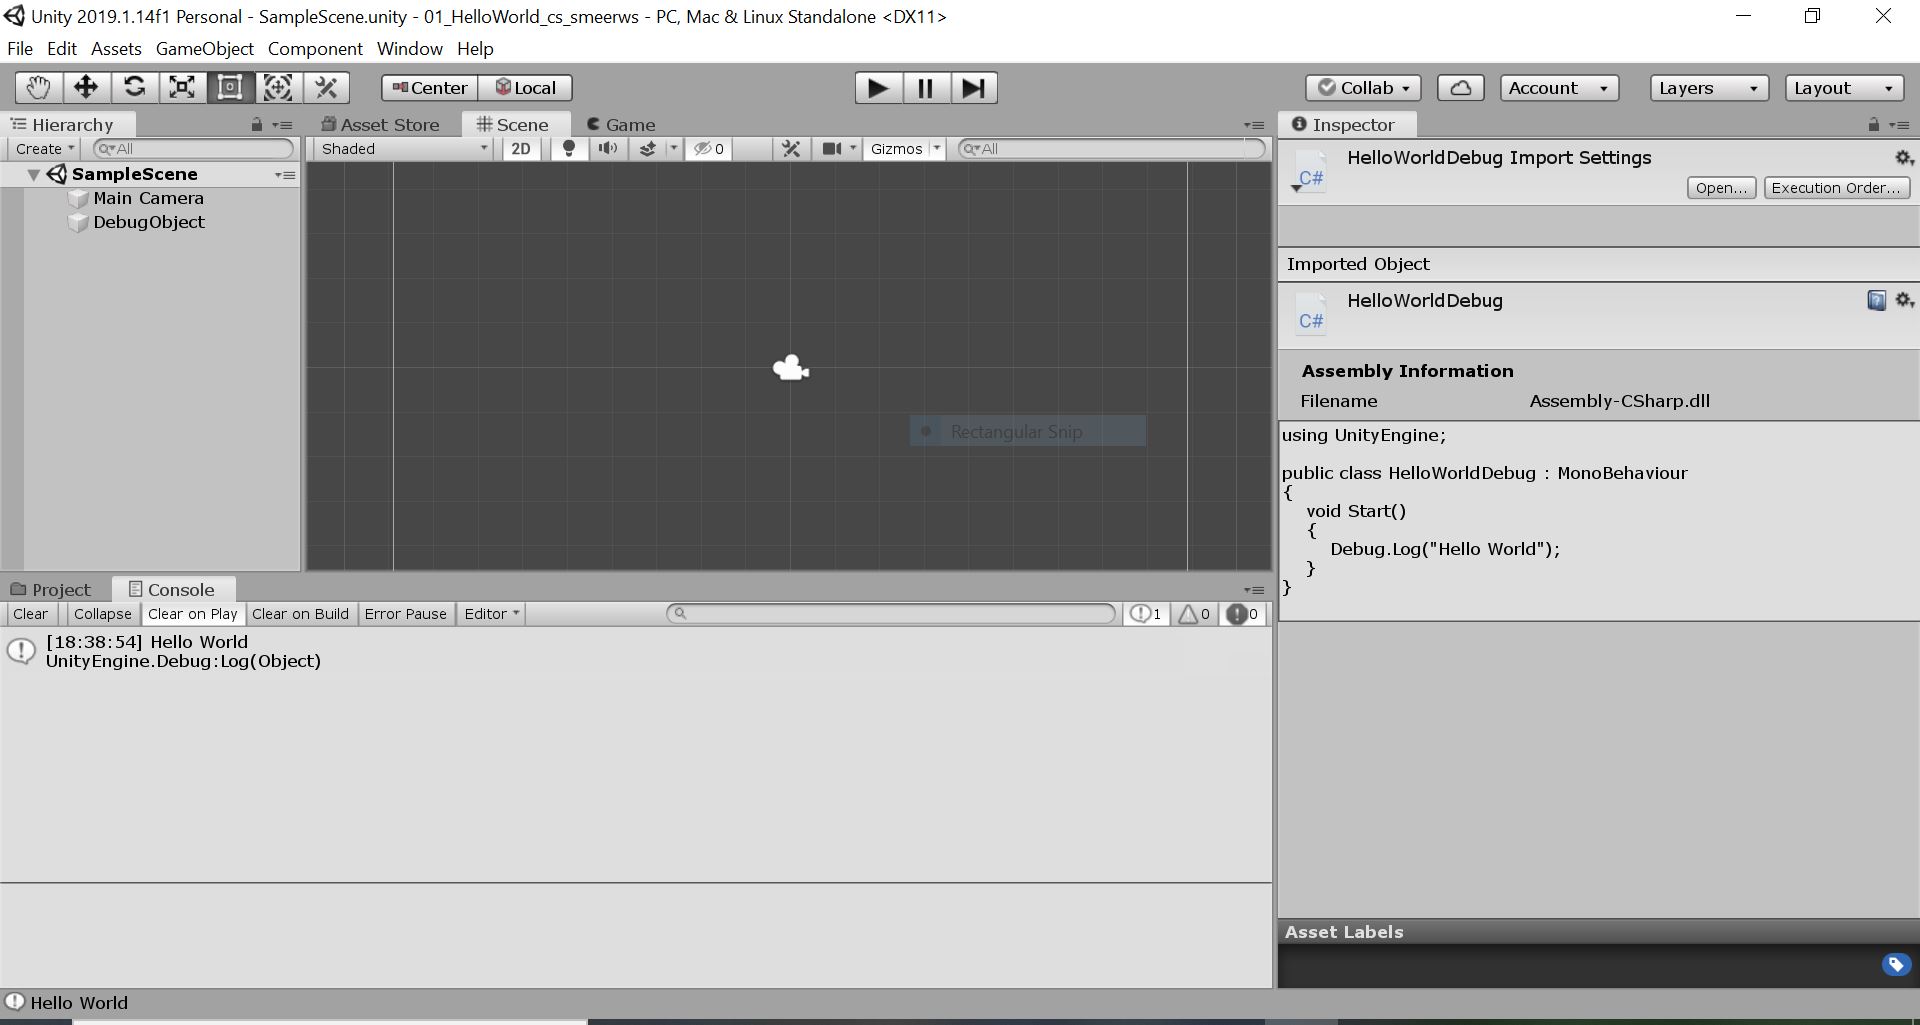 Unity 2019.1.14f1 Personal - SampleScene.unity - 01_HelloWorld_cs_smeerws - PC, Mac & Linux Standalone <DX11>
File Edit Assets GameObject Component Window Help
Center Local Collab Account Layers Layout
Hierarchy
Create All
SampleScene
Main Camera
DebugObject
Asset Store Scene Game
Shaded 2D 0 Gizmos All
Rectangular Snip
Inspector
HelloWorldDebug Import Settings
C#
Open... Execution Order...
Imported Object
HelloWorldDebug
C#
Assembly Information
Filename Assembly-CSharp.dll
using UnityEngine;
public class HelloWorldDebug : MonoBehaviour
{
void Start()
{
Debug.Log("Hello World");
}
}
Project Console
Clear Collapse Clear on Play Clear on Build Error Pause Editor 1 0 0
[18:38:54] Hello World
UnityEngine.Debug:Log(Object)
Asset Labels
Hello World